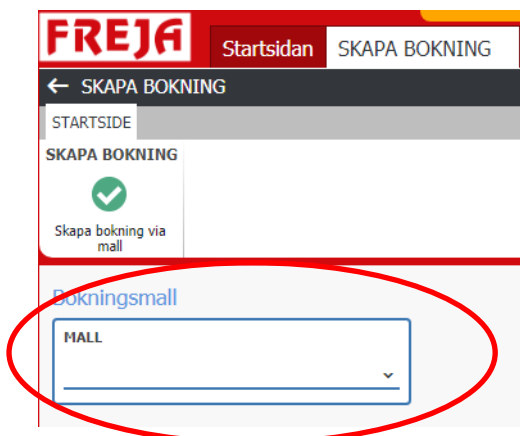 FREJA
Startsidan SKAPA BOKNING
← SKAPA BOKNING
STARTSIDE
SKAPA BOKNING
Skapa bokning via
mall
Bokningsmall
MALL